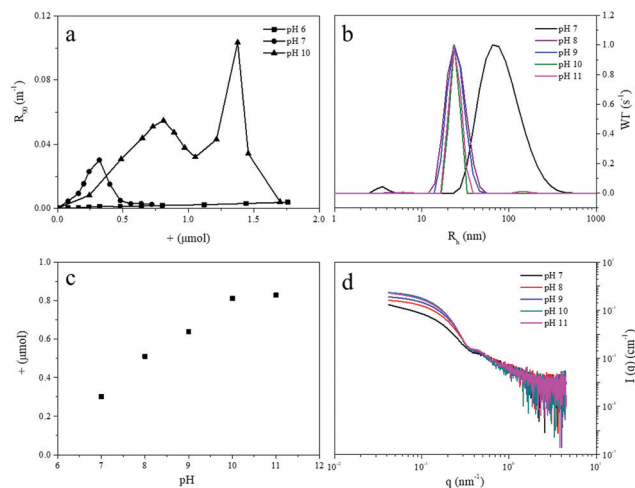 a
pH 6
pH 7
pH 10
R90 (m-1)
0.12
0.08
0.04
0.00
0.0
0.5
1.0
1.5
2.0
+ (μmol)
b
pH 7
pH 8
pH 9
pH 10
pH 11
1.2
1.0
0.8
0.6
0.4
0.2
0.0
WΓ (s-1)
1
10
100
1000
Rh (nm)
c
1.0
0.8
0.6
0.4
0.2
0.0
+ (μmol)
6
7
8
9
10
11
12
pH
d
pH 7
pH 8
pH 9
pH 10
pH 11
I (q) (cm-1)
10-2
10-1
100
101
q (nm-1)